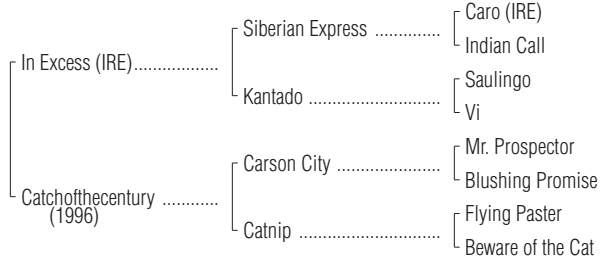 Caro (IRE)
Siberian Express ..............
Indian Call
In Excess (IRE)..................
Saulingo
Kantado ............................
Vi
Mr. Prospector
Carson City ......................
Blushing Promise
Catchofthecentury ............
(1996)
Flying Paster
Catnip ..............................
Beware of the Cat